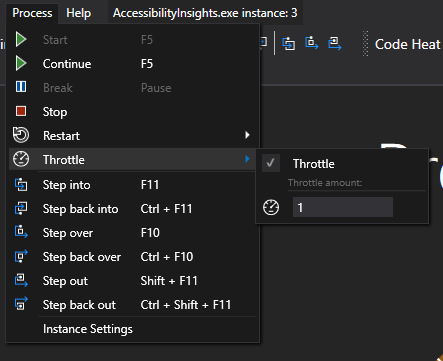 Process Help AccessibilityInsights.exe instance: 3
Start F5
Code Heat
Continue F5
Break Pause
Stop
Restart
Throttle
Throttle
Step into F11
Throttle amount:
Step back into Ctrl + F11
1
Step over F10
Step back over Ctrl + F10
Step out Shift + F11
Step back out Ctrl + Shift + F11
Instance Settings